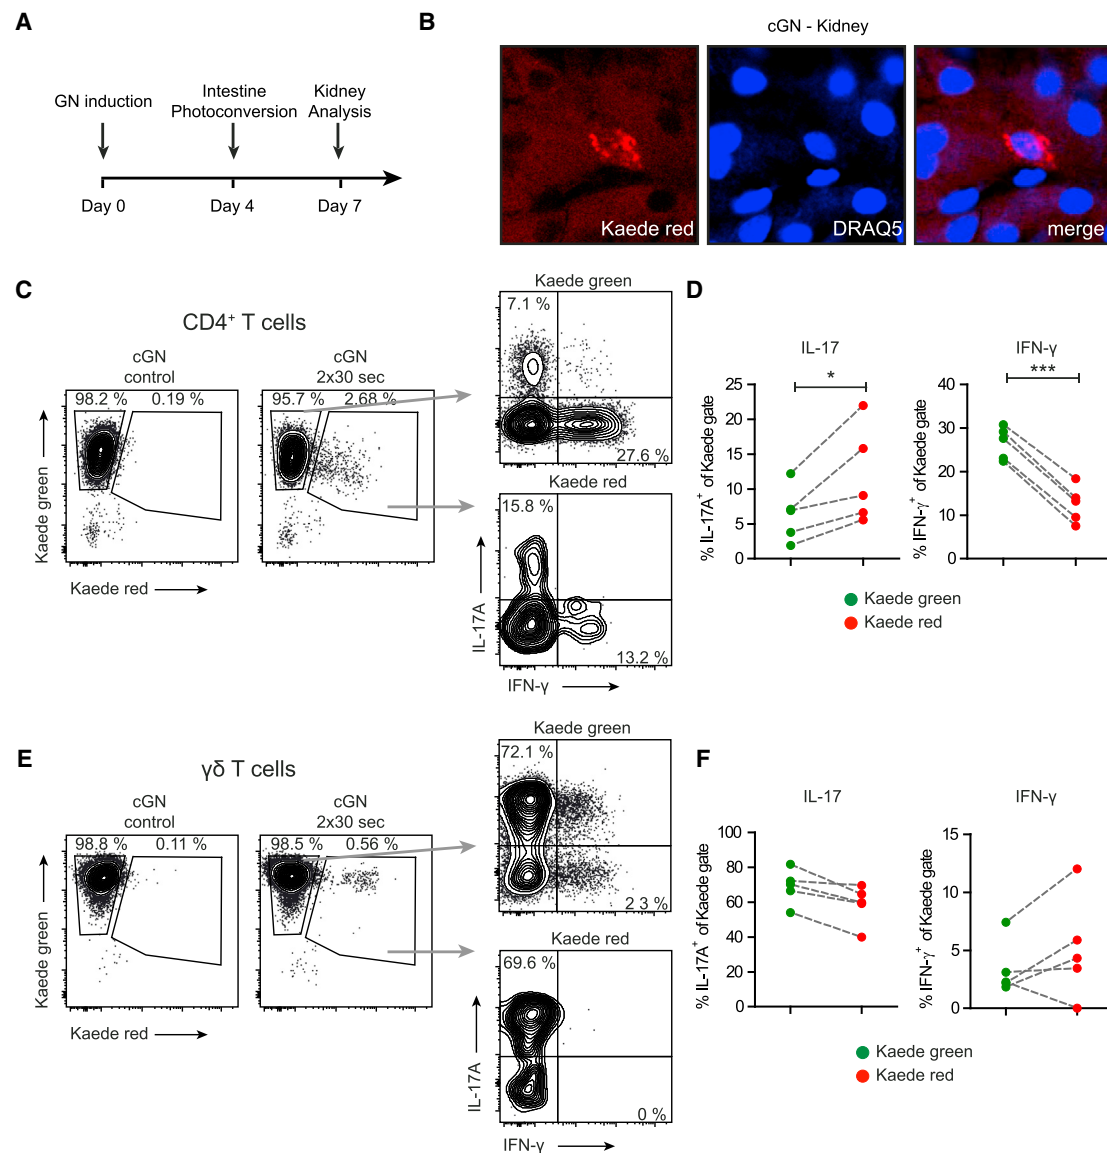 A
GN induction
Intestine
Photoconversion
Kidney
Analysis
Day 0
Day 4
Day 7
B
cGN - Kidney
Kaede red
DRAQ5
merge
C
CD4⁺ T cells
cGN
control
cGN
2x30 sec
98.2 %
0.19 %
95.7 %
2.68 %
Kaede green
Kaede red
Kaede green
7.1 %
27.6 %
Kaede red
15.8 %
13.2 %
IL-17A
IFN-γ
D
IL-17
*
% IL-17A⁺ of Kaede gate
25
20
15
10
5
0
IFN-γ
***
% IFN-γ⁺ of Kaede gate
40
30
20
10
0
Kaede green
Kaede red
E
γδ T cells
cGN
control
cGN
2x30 sec
98.8 %
0.11 %
98.5 %
0.56 %
Kaede green
Kaede red
Kaede green
72.1 %
2.3 %
Kaede red
69.6 %
0 %
IL-17A
IFN-γ
F
IL-17
% IL-17A⁺ of Kaede gate
100
80
60
40
20
0
IFN-γ
% IFN-γ⁺ of Kaede gate
15
10
5
0
Kaede green
Kaede red